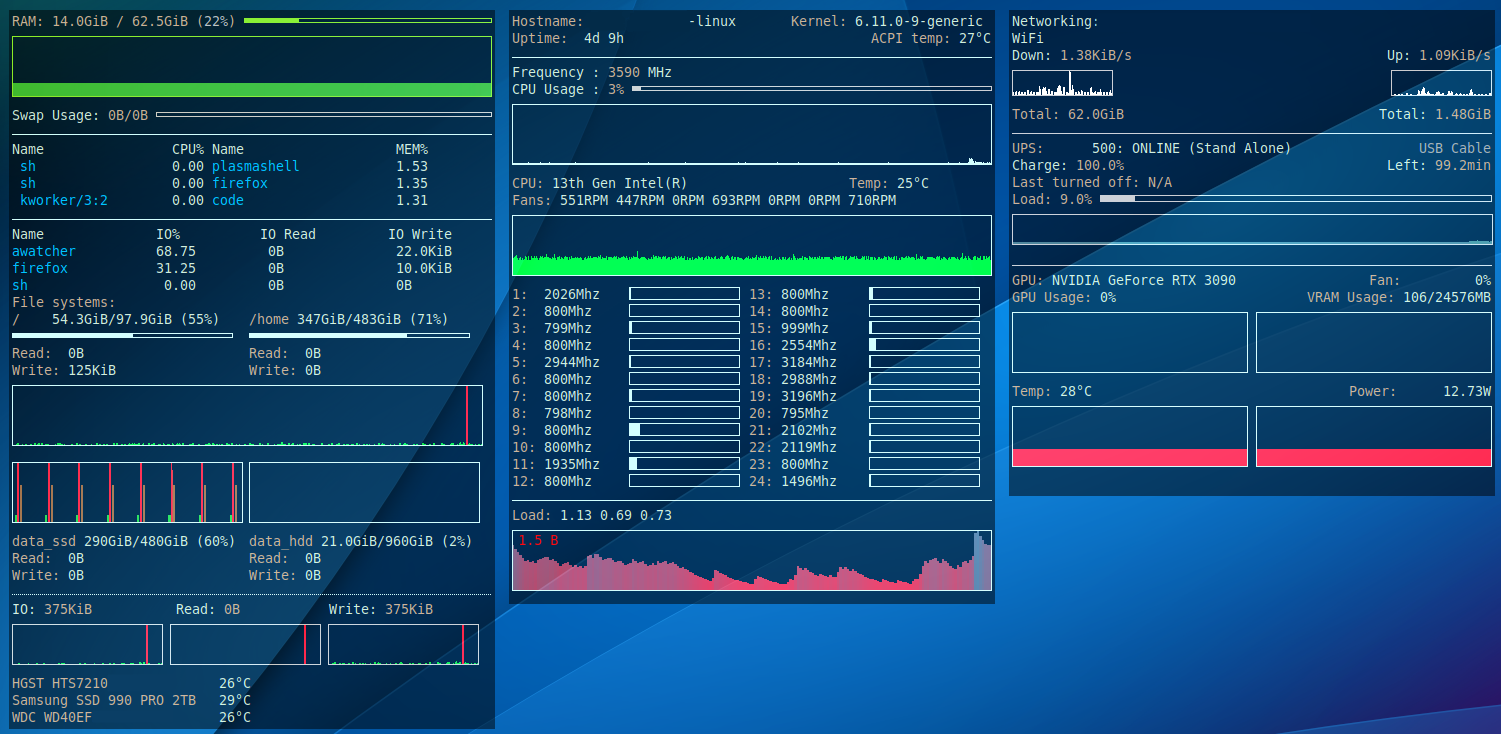 RAM: 14.0GiB / 62.5GiB (22%)
Swap Usage: 0B/0B
Name CPU% Name MEM%
sh 0.00 plasmashell 1.53
sh 0.00 firefox 1.35
kworker/3:2 0.00 code 1.31
Name IO% IO Read IO Write
awatcher 68.75 0B 22.0KiB
firefox 31.25 0B 10.0KiB
sh 0.00 0B 0B
File systems:
/ 54.3GiB/97.9GiB (55%) /home 347GiB/483GiB (71%)
Read: 0B Read: 0B
Write: 125KiB Write: 0B
data_ssd 290GiB/480GiB (60%) data_hdd 21.0GiB/960GiB (2%)
Read: 0B Read: 0B
Write: 0B Write: 0B
IO: 375KiB Read: 0B Write: 375KiB
HGST HTS7210 26°C
Samsung SSD 990 PRO 2TB 29°C
WDC WD40EF 26°C
Hostname: -linux Kernel: 6.11.0-9-generic
Uptime: 4d 9h ACPI temp: 27°C
Frequency : 3590 MHz
CPU Usage : 3%
CPU: 13th Gen Intel(R) Temp: 25°C
Fans: 551RPM 447RPM 0RPM 693RPM 0RPM 0RPM 710RPM
1: 2026Mhz 13: 800Mhz
2: 800Mhz 14: 800Mhz
3: 799Mhz 15: 999Mhz
4: 800Mhz 16: 2554Mhz
5: 2944Mhz 17: 3184Mhz
6: 800Mhz 18: 2988Mhz
7: 800Mhz 19: 3196Mhz
8: 798Mhz 20: 795Mhz
9: 800Mhz 21: 2102Mhz
10: 800Mhz 22: 2119Mhz
11: 1935Mhz 23: 800Mhz
12: 800Mhz 24: 1496Mhz
Load: 1.13 0.69 0.73
1.5 B
Networking:
WiFi
Down: 1.38KiB/s Up: 1.09KiB/s
Total: 62.0GiB Total: 1.48GiB
UPS: 500: ONLINE (Stand Alone) USB Cable
Charge: 100.0% Left: 99.2min
Last turned off: N/A
Load: 9.0%
GPU: NVIDIA GeForce RTX 3090 Fan: 0%
GPU Usage: 0% VRAM Usage: 106/24576MB
Temp: 28°C Power: 12.73W